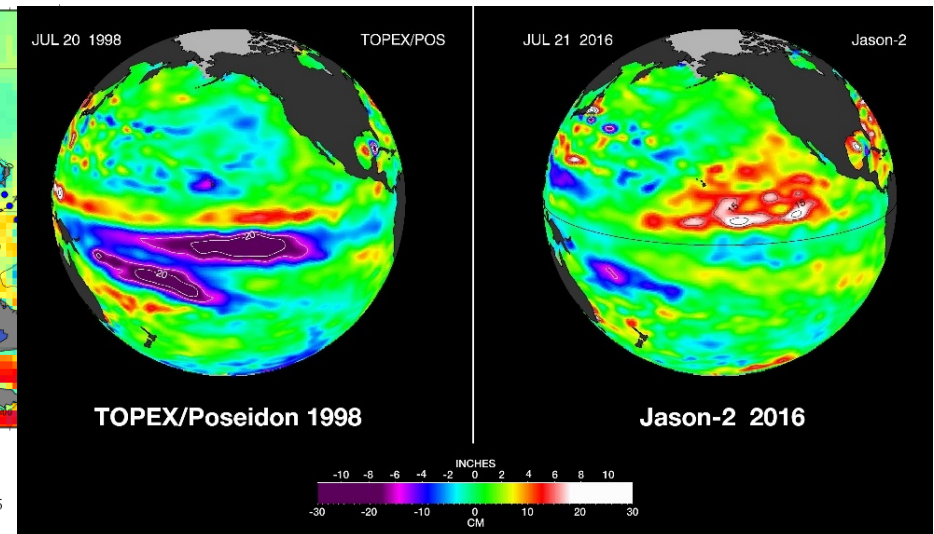 JUL 20 1998
TOPEX/POS
JUL 21 2016
Jason-2
-20
-20
15
TOPEX/Poseidon 1998
Jason-2 2016
INCHES
-10 -8 -6 -4 -2 0 2 4 6 8 10
-30 -20 -10 0 10 20 30
CM